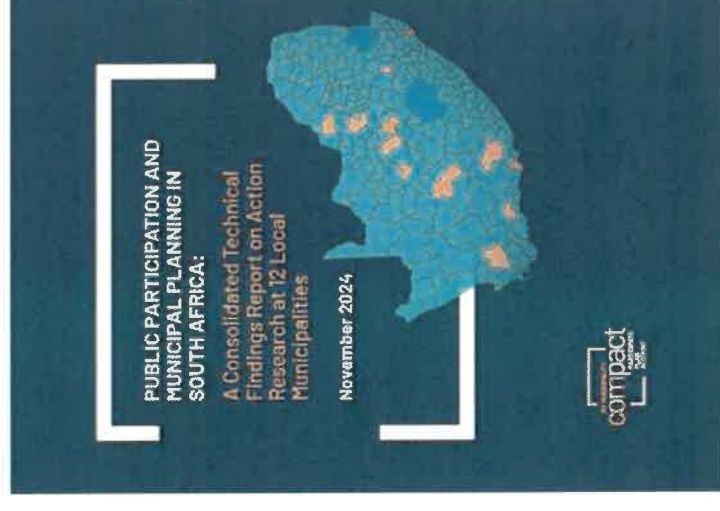 PUBLIC PARTICIPATION AND
MUNICIPAL PLANNING IN
SOUTH AFRICA:
A Consolidated Technical
Findings Report on Action
Research at 12 Local
Municipalities
November 2024
compact